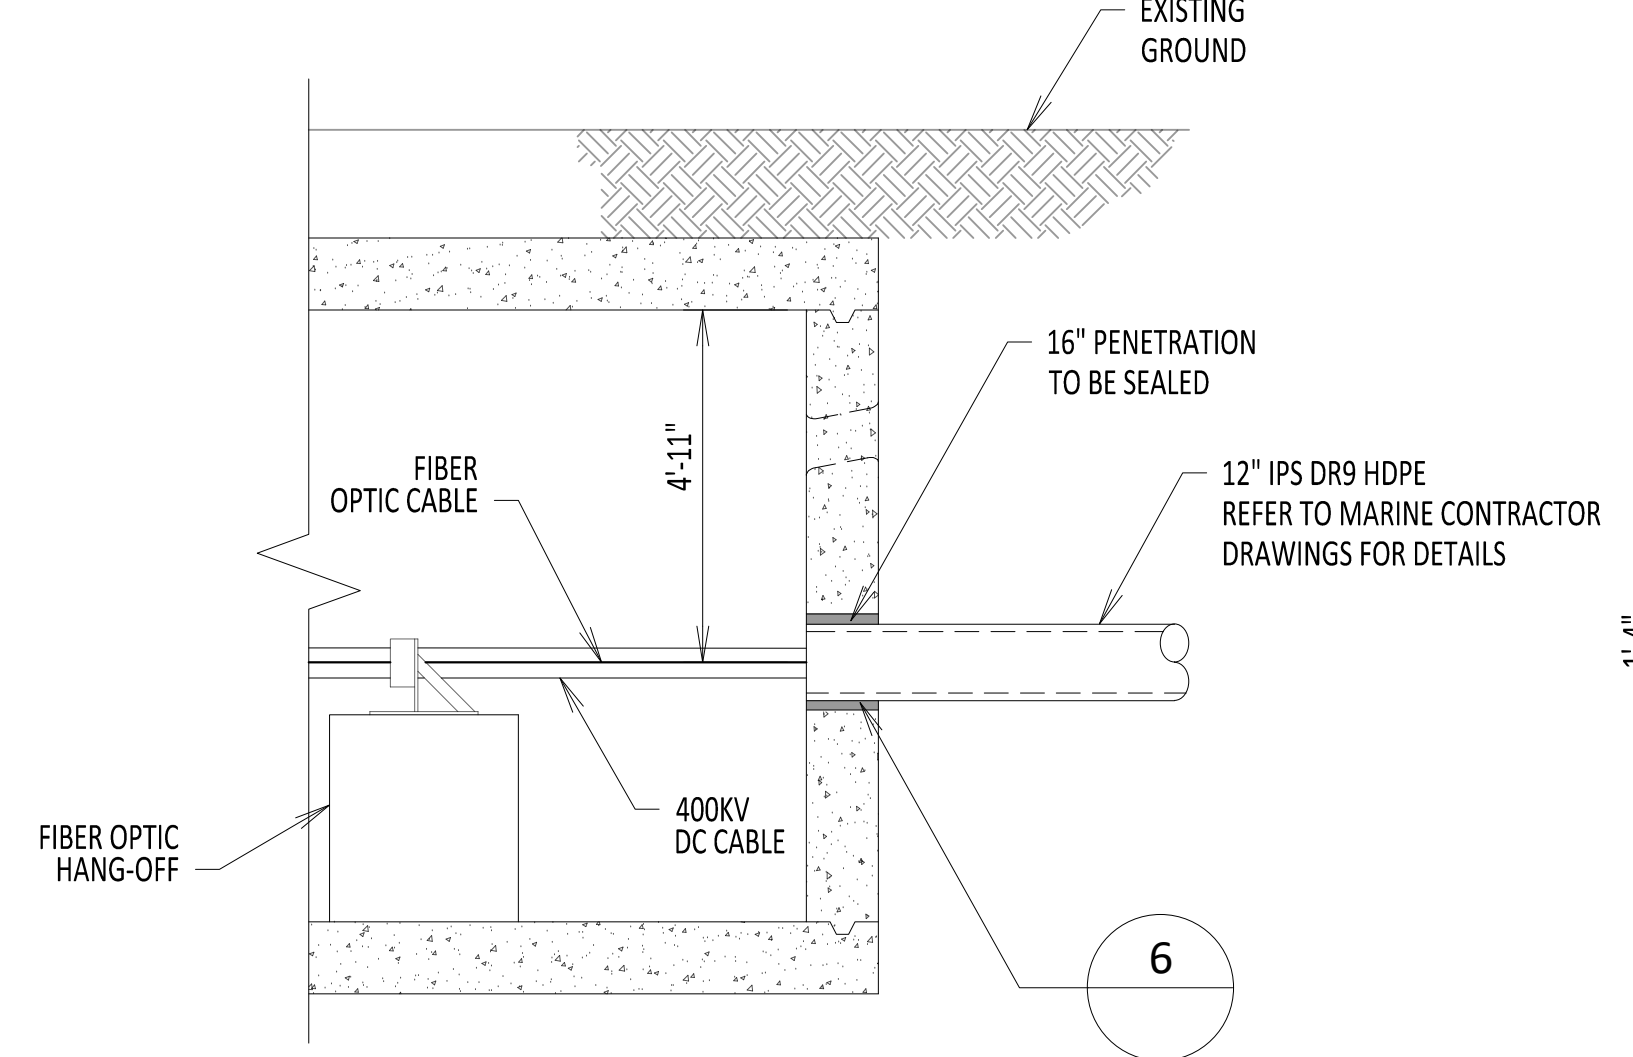 EXISTING
GROUND
16" PENETRATION
TO BE SEALED
4'-11"
FIBER
OPTIC CABLE
12" IPS DR9 HDPE
REFER TO MARINE CONTRACTOR
DRAWINGS FOR DETAILS
400KV
DC CABLE
FIBER OPTIC
HANG-OFF
6